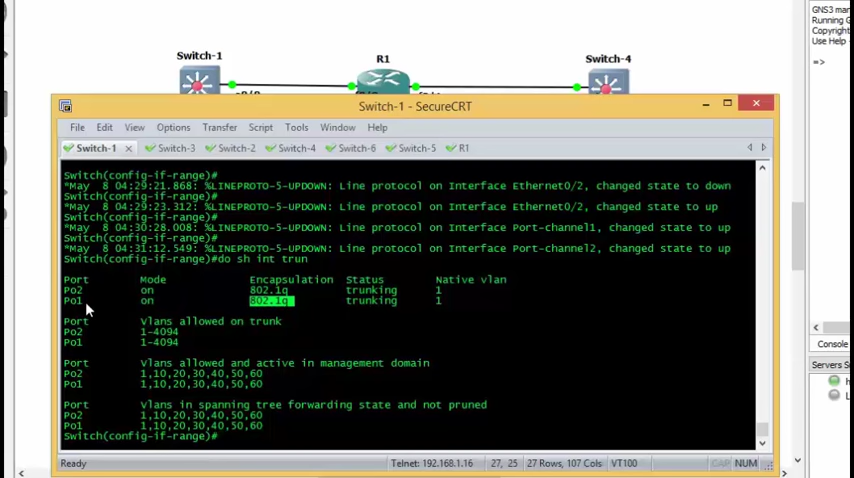 GNS3 man
Running G
Copyright
Use Help
=>
R1
Switch-1
Switch-4
Switch-1 - SecureCRT
File Edit View Options Transfer Script Tools Window Help
Switch-1 Switch-3 Switch-2 Switch-4 Switch-6 Switch-5 R1
Switch(config-if-range)#
*May  8 04:29:21.868: %LINEPROTO-5-UPDOWN: Line protocol on Interface Ethernet0/2, changed state to down
Switch(config-if-range)#
*May  8 04:29:23.312: %LINEPROTO-5-UPDOWN: Line protocol on Interface Ethernet0/2, changed state to up
Switch(config-if-range)#
*May  8 04:30:28.008: %LINEPROTO-5-UPDOWN: Line protocol on Interface Port-channel1, changed state to up
Switch(config-if-range)#
*May  8 04:31:12.549: %LINEPROTO-5-UPDOWN: Line protocol on Interface Port-channel2, changed state to up
Switch(config-if-range)#do sh int trun
Port Mode Encapsulation Status Native vlan
Po2 on 802.1q trunking 1
Po1 on 802.1q trunking 1
Port Vlans allowed on trunk
Po2 1-4094
Po1 1-4094
Port Vlans allowed and active in management domain
Po2 1,10,20,30,40,50,60
Po1 1,10,20,30,40,50,60
Port Vlans in spanning tree forwarding state and not pruned
Po2 1,10,20,30,40,50,60
Po1 1,10,20,30,40,50,60
Switch(config-if-range)#
Ready Telnet: 192.168.1.16 27, 25 27 Rows, 107 Cols VT100 CAP NUM
Console
Servers S
h
L